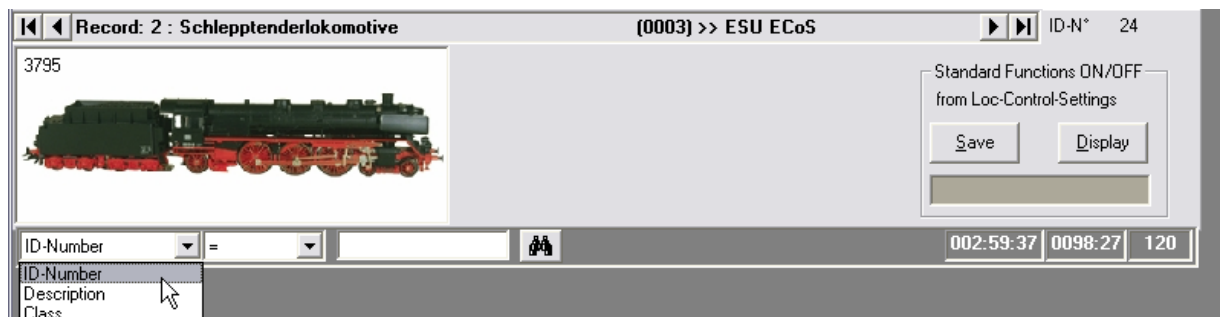 Record: 2 : Schlepptenderlokomotive (0003) >> ESU ECoS ID-N° 24
3795
Standard Functions ON/OFF
from Loc-Control-Settings
Save Display
ID-Number = 002:59:37 0098:27 120
ID-Number
Description
Class